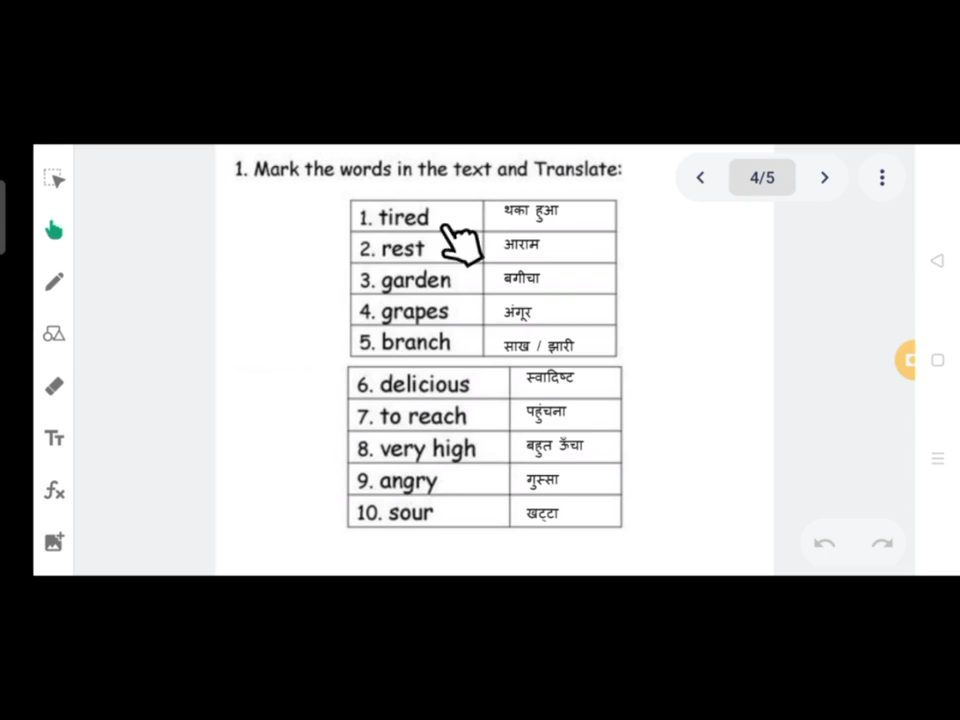 1. Mark the words in the text and Translate:
4/5
1. tired थका हुआ
2. rest आराम
3. garden बगीचा
4. grapes अंगूर
5. branch साख / झारी
6. delicious स्वादिष्ट
7. to reach पहुंचना
8. very high बहुत ऊँचा
9. angry गुस्सा
10. sour खट्टा
Tт
fx